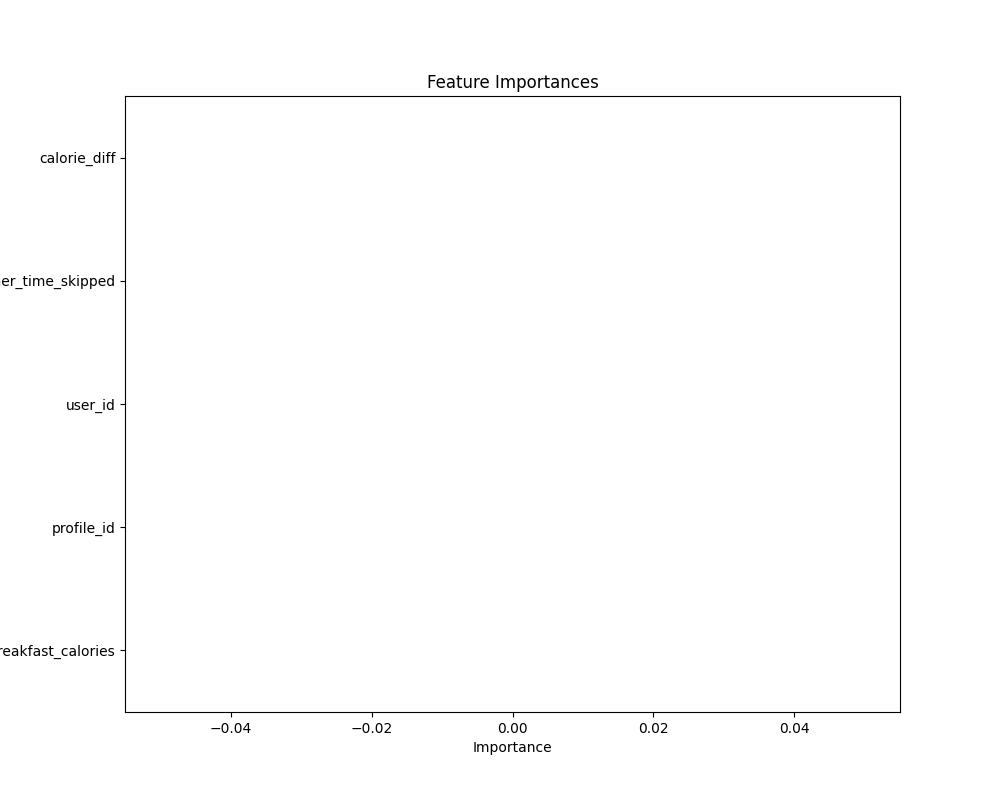 Feature Importances
calorie_diff
er_time_skipped
user_id
profile_id
reakfast_calories
−0.04 −0.02 0.00 0.02 0.04
Importance